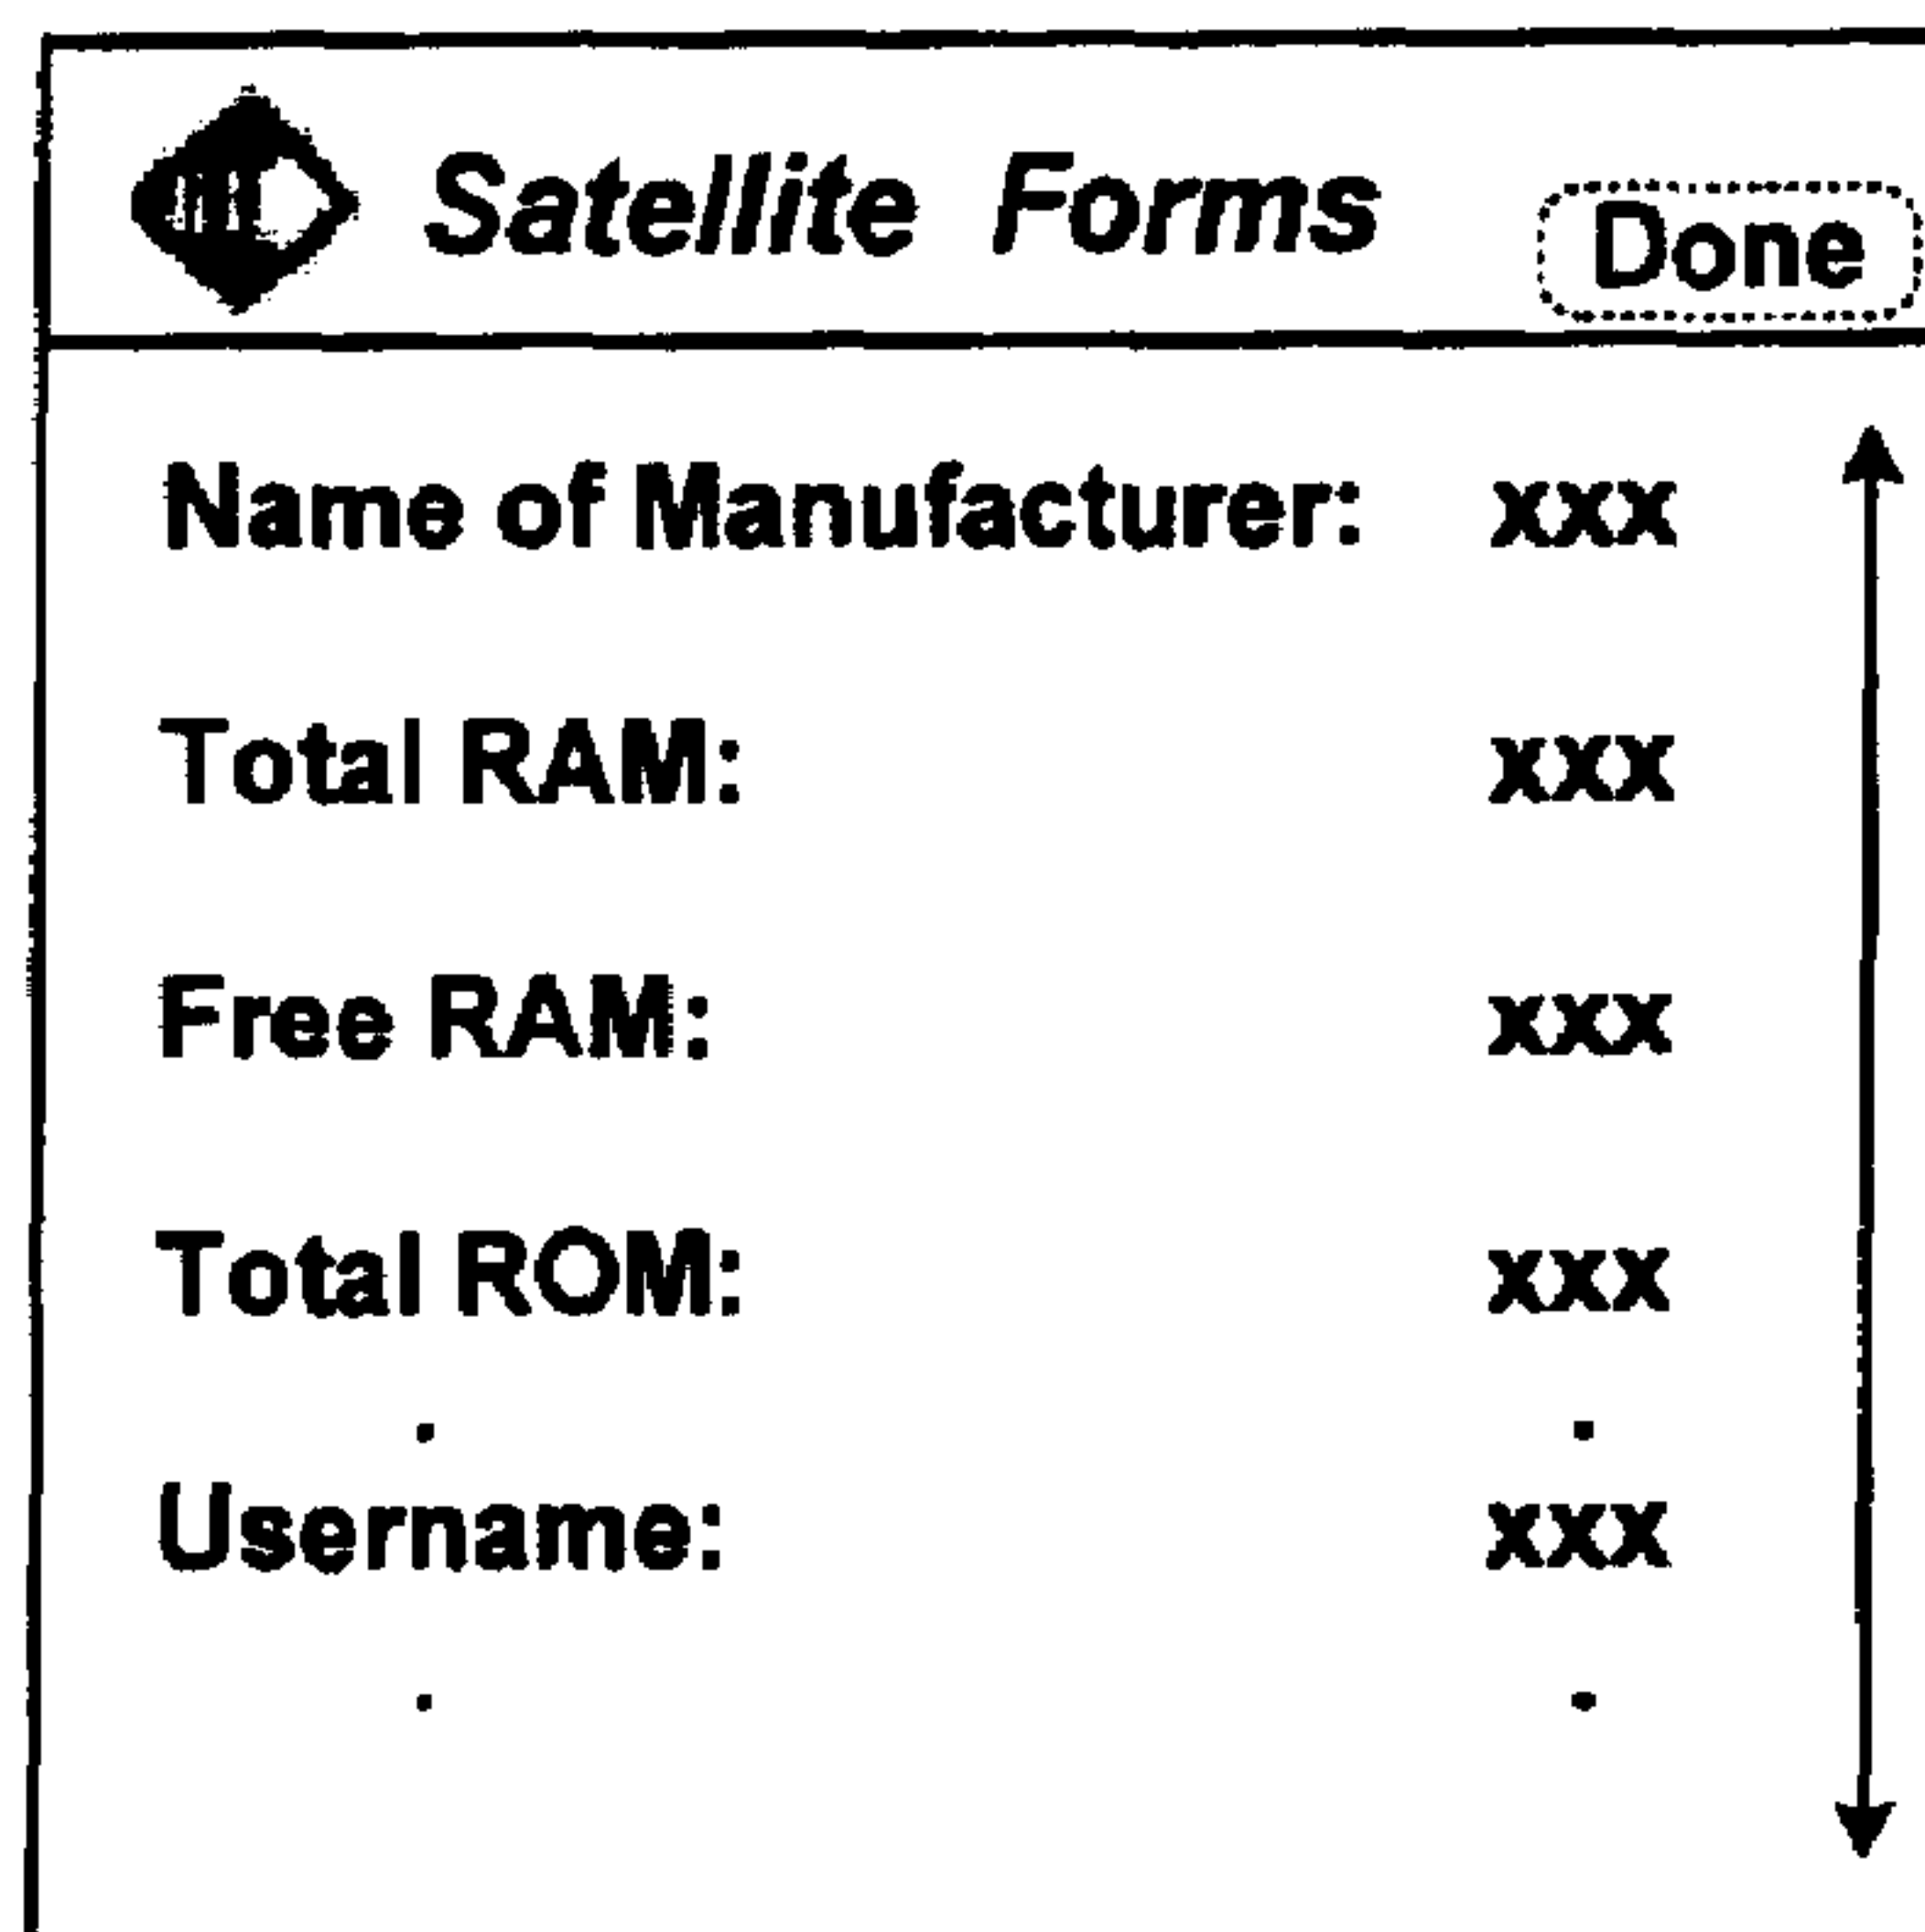 Satellite Forms Done
Name of Manufacturer: xxx
Total RAM: xxx
Free RAM: xxx
Total ROM: xxx
. .
Username: xxx
. .